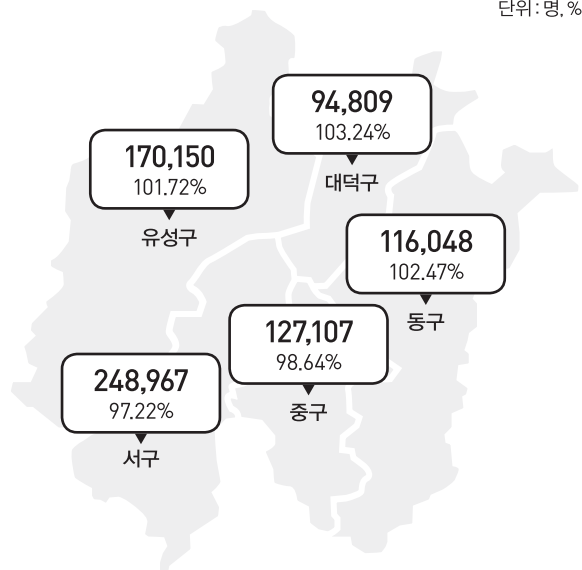 단위 : 명, %
94,809
103.24%
대덕구
170,150
101.72%
유성구
116,048
102.47%
동구
127,107
98.64%
중구
248,967
97.22%
서구